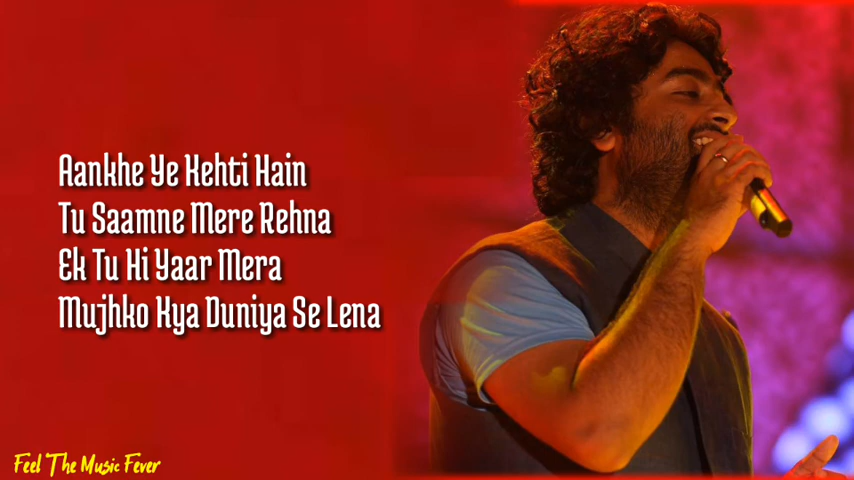 Aankhe Ye Kehti Hain
Tu Saamne Mere Rehna
Ek Tu Hi Yaar Mera
Mujhko Kya Duniya Se Lena
Feel The Music Fever